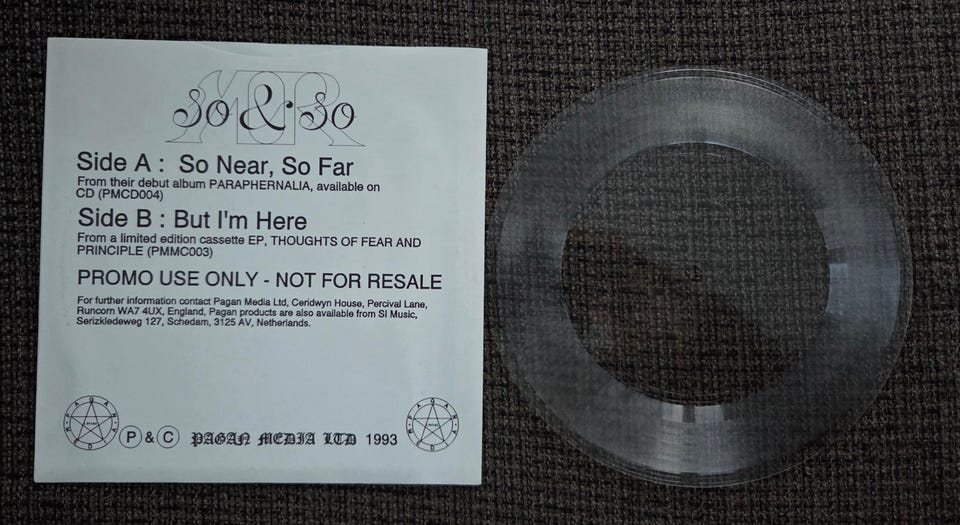 MR
so & so
Side A : So Near, So Far
From their debut album PARAPHERNALIA, available on
CD (PMCD004)
Side B : But I'm Here
From a limited edition cassette EP, THOUGHTS OF FEAR AND
PRINCIPLE (PMMC003)
PROMO USE ONLY - NOT FOR RESALE
For further information contact Pagan Media Ltd, Ceridwyn House, Percival Lane,
Runcorn WA7 4UX, England, Pagan products are also available from SI Music,
Serizkledeweg 127, Schedam, 3125 AV, Netherlands.
P & C PAGAN MEDIA LTD 1993